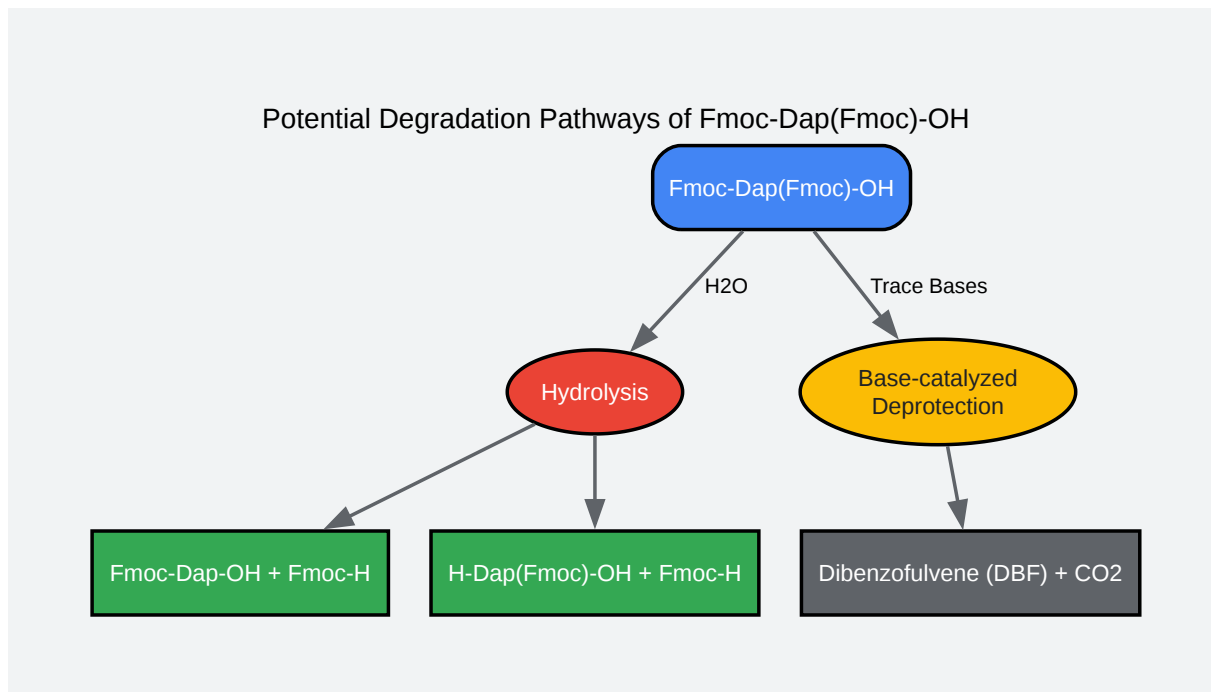 Potential Degradation Pathways of Fmoc-Dap(Fmoc)-OH
Fmoc-Dap(Fmoc)-OH
H2O
Trace Bases
Hydrolysis
Base-catalyzed
Deprotection
Fmoc-Dap-OH + Fmoc-H
H-Dap(Fmoc)-OH + Fmoc-H
Dibenzofulvene (DBF) + CO2